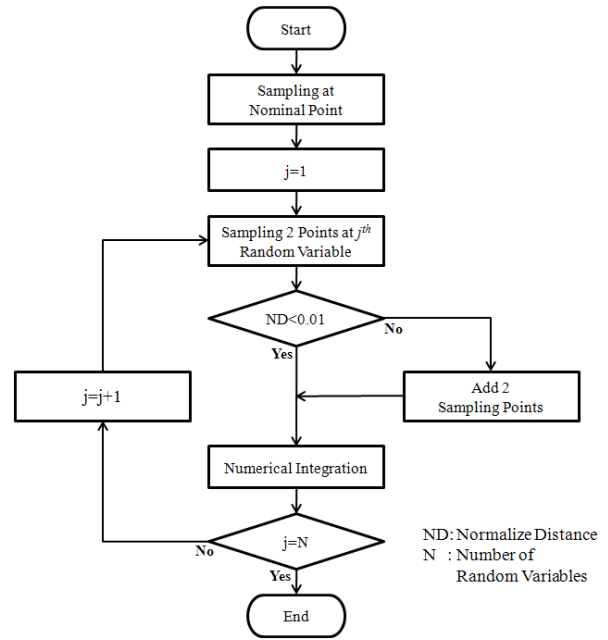 Start
Sampling at
Nominal Point
j=1
Sampling 2 Points at jth
Random Variable
ND<0.01
No
Yes
j=j+1
Add 2
Sampling Points
Numerical Integration
j=N
No
Yes
End
ND: Normalize Distance
N : Number of
Random Variables